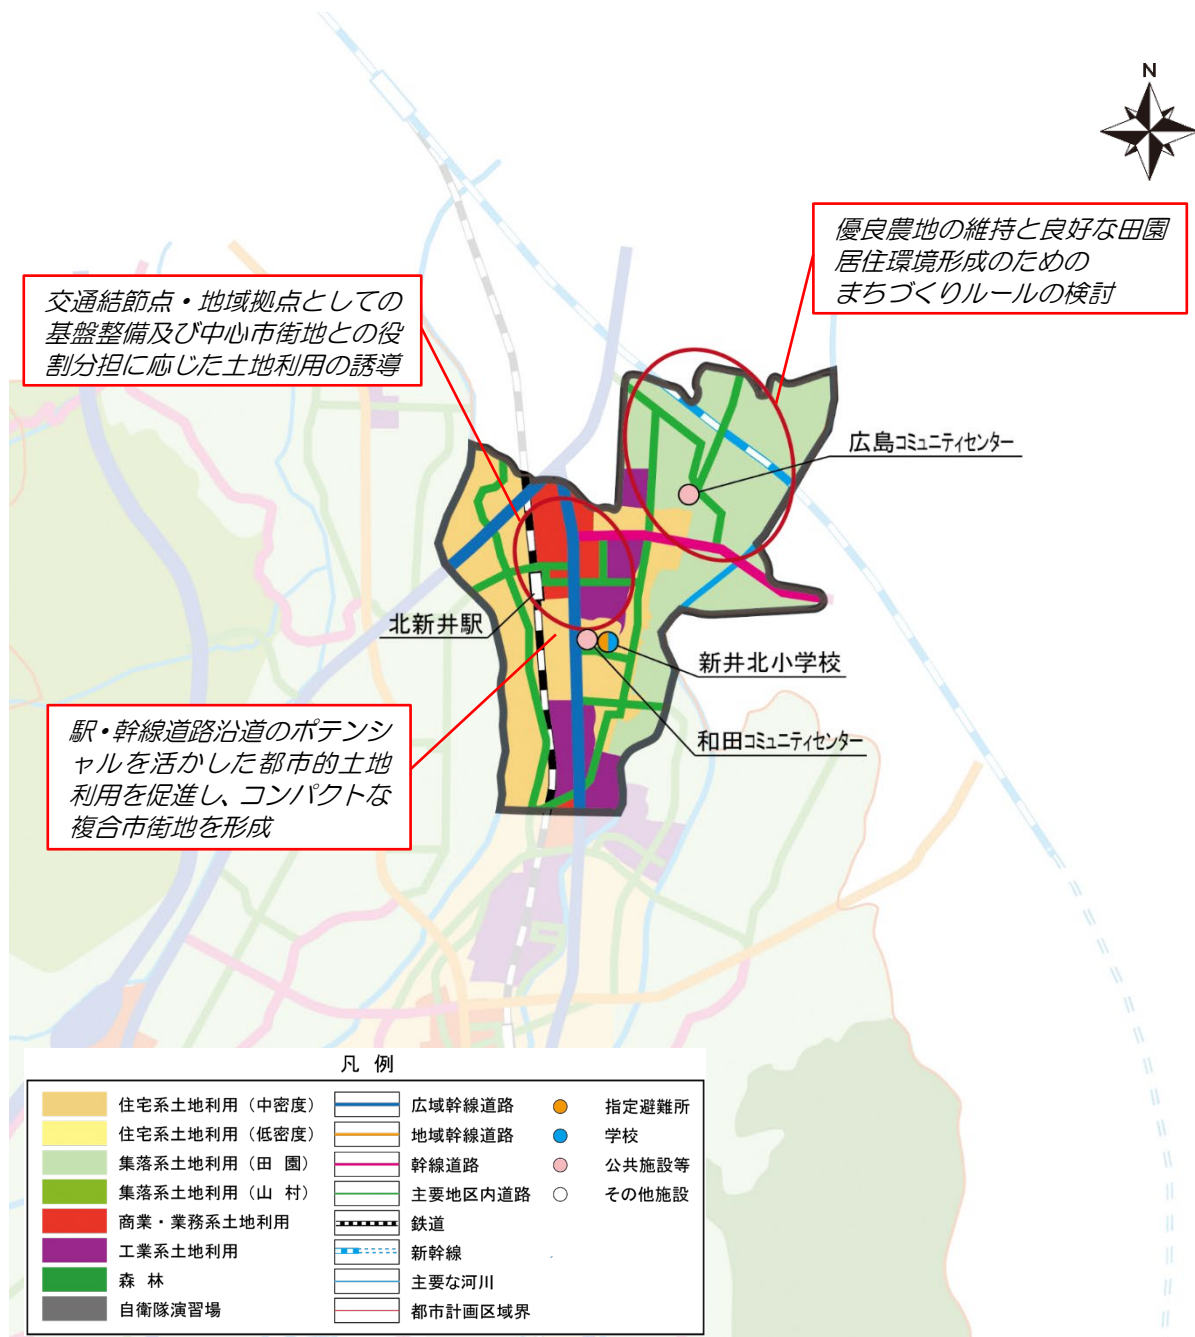 N
優良農地の維持と良好な田園
居住環境形成のための
まちづくりルールの検討
交通結節点・地域拠点としての
基盤整備及び中心市街地との役
割分担に応じた土地利用の誘導
広島コミュニティセンター
北新井駅
新井北小学校
和田コミュニティセンター
駅・幹線道路沿道のポテンシ
ャルを活かした都市的土地
利用を促進し、コンパクトな
複合市街地を形成
凡 例
住宅系土地利用（中密度）
住宅系土地利用（低密度）
集落系土地利用（田 園）
集落系土地利用（山 村）
商業・業務系土地利用
工業系土地利用
森 林
自衛隊演習場
広域幹線道路
地域幹線道路
幹線道路
主要地区内道路
鉄道
新幹線
主要な河川
都市計画区域界
指定避難所
学校
公共施設等
その他施設